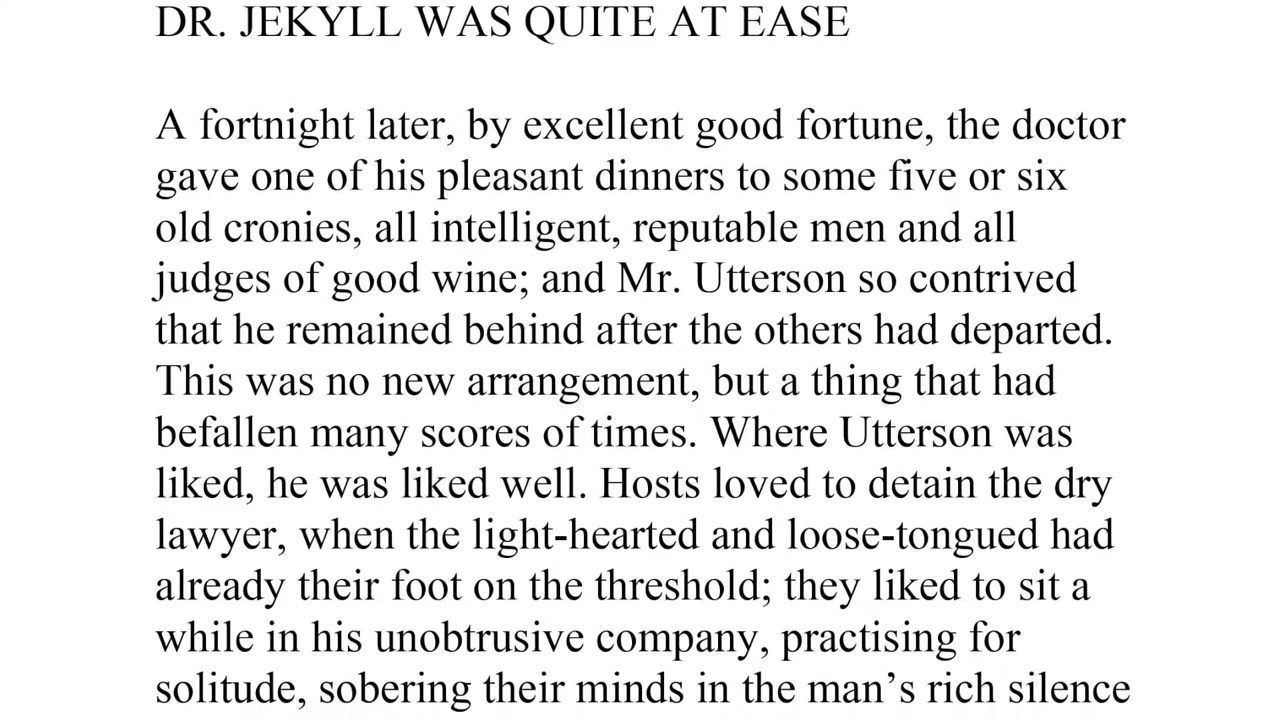 DR. JEKYLL WAS QUITE AT EASE
A fortnight later, by excellent good fortune, the doctor
gave one of his pleasant dinners to some five or six
old cronies, all intelligent, reputable men and all
judges of good wine; and Mr. Utterson so contrived
that he remained behind after the others had departed.
This was no new arrangement, but a thing that had
befallen many scores of times. Where Utterson was
liked, he was liked well. Hosts loved to detain the dry
lawyer, when the light-hearted and loose-tongued had
already their foot on the threshold; they liked to sit a
while in his unobtrusive company, practising for
solitude, sobering their minds in the man’s rich silence